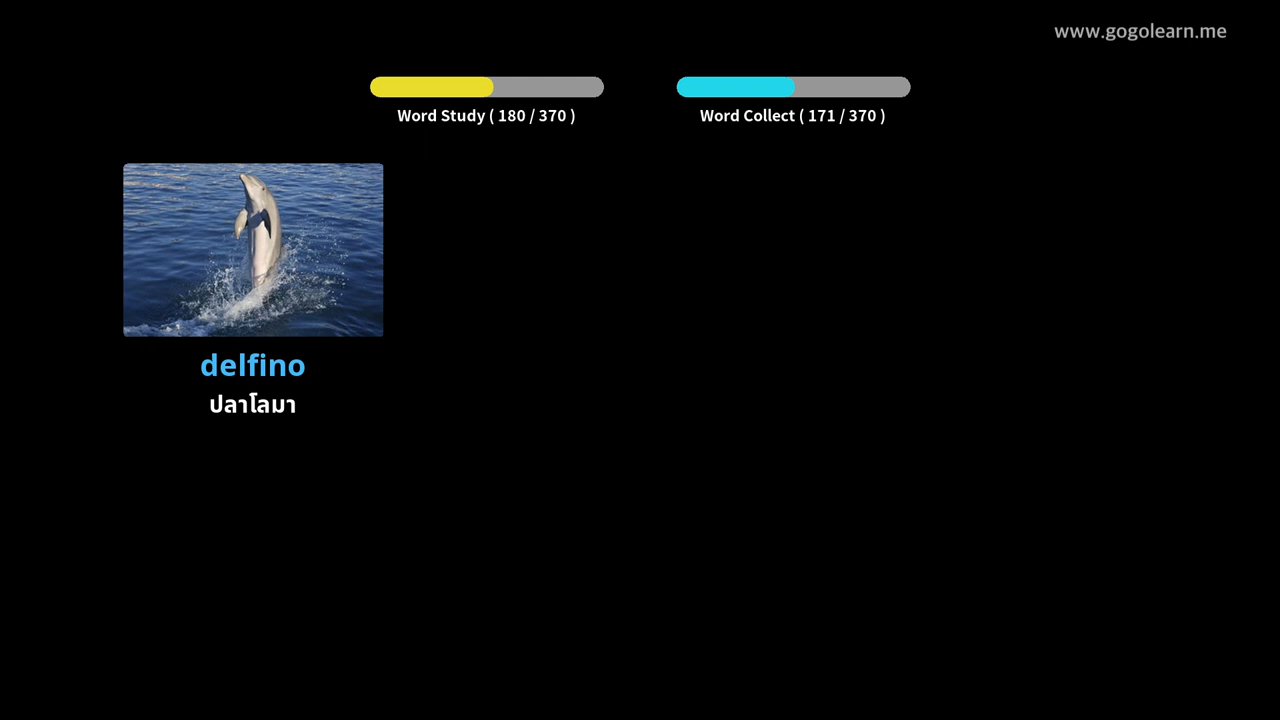 www.gogolearn.me
Word Study ( 180 / 370 )
Word Collect ( 171 / 370 )
delfino
ปลาโลมา